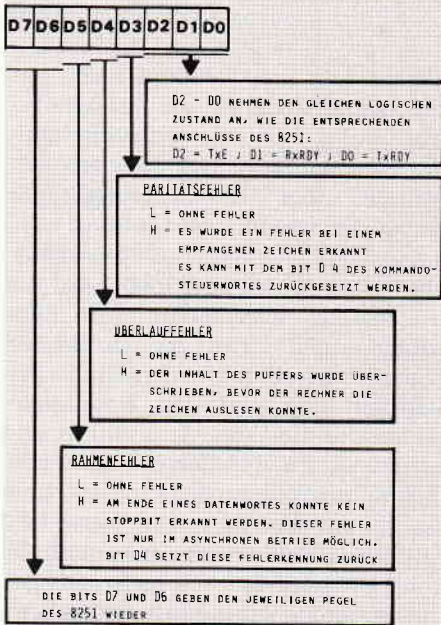 D7 D6 D5 D4 D3 D2 D1 D0
D2 - D0 NEHMEN DEN GLEICHEN LOGISCHEN
ZUSTAND AN, WIE DIE ENTSPRECHENDEN
ANSCHLÜSSE DES 8251:
D2 = TxE ; D1 = RxRDY ; D0 = TxRDY
PARITATSFEHLER
L = OHNE FEHLER
H = ES WURDE EIN FEHLER BEI EINEM
EMPFANGENEN ZEICHEN ERKANNT
ES KANN MIT DEM BIT D 4 DES KOMMANDO-
STEUERWORTES ZURÜCKGESETZT WERDEN.
UBERLAUFFEHLER
L = OHNE FEHLER
H = DER INHALT DES PUFFERS WURDE ÜBER-
SCHRIEBEN, BEVOR DER RECHNER DIE
ZEICHEN AUSLESEN KONNTE.
RAHMENFEHLER
L = OHNE FEHLER
H = AM ENDE EINES DATENWORTES KONNTE KEIN
STOPPBIT ERKANNT WERDEN. DIESER FEHLER
IST NUR IM ASYNCHRONEN BETRIEB MÖGLICH.
BIT D4 SETZT DIESE FEHLERKENNUNG ZURÜCK
DIE BITS D7 UND D6 GEBEN DEN JEWEILIGEN PEGEL
DES 8251 WIEDER